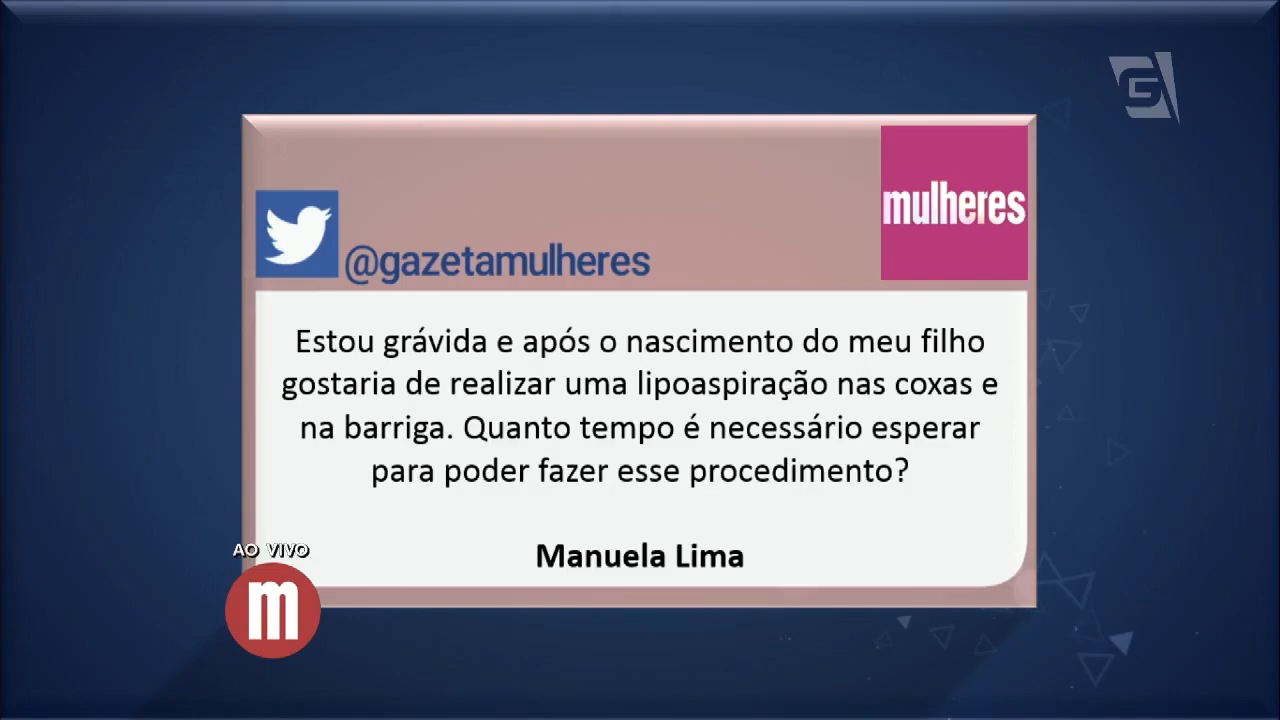 G
mulheres
@gazetamulheres
Estou grávida e após o nascimento do meu filho
gostaria de realizar uma lipoaspiração nas coxas e
na barriga. Quanto tempo é necessário esperar
para poder fazer esse procedimento?
Manuela Lima
AO VIVO
m